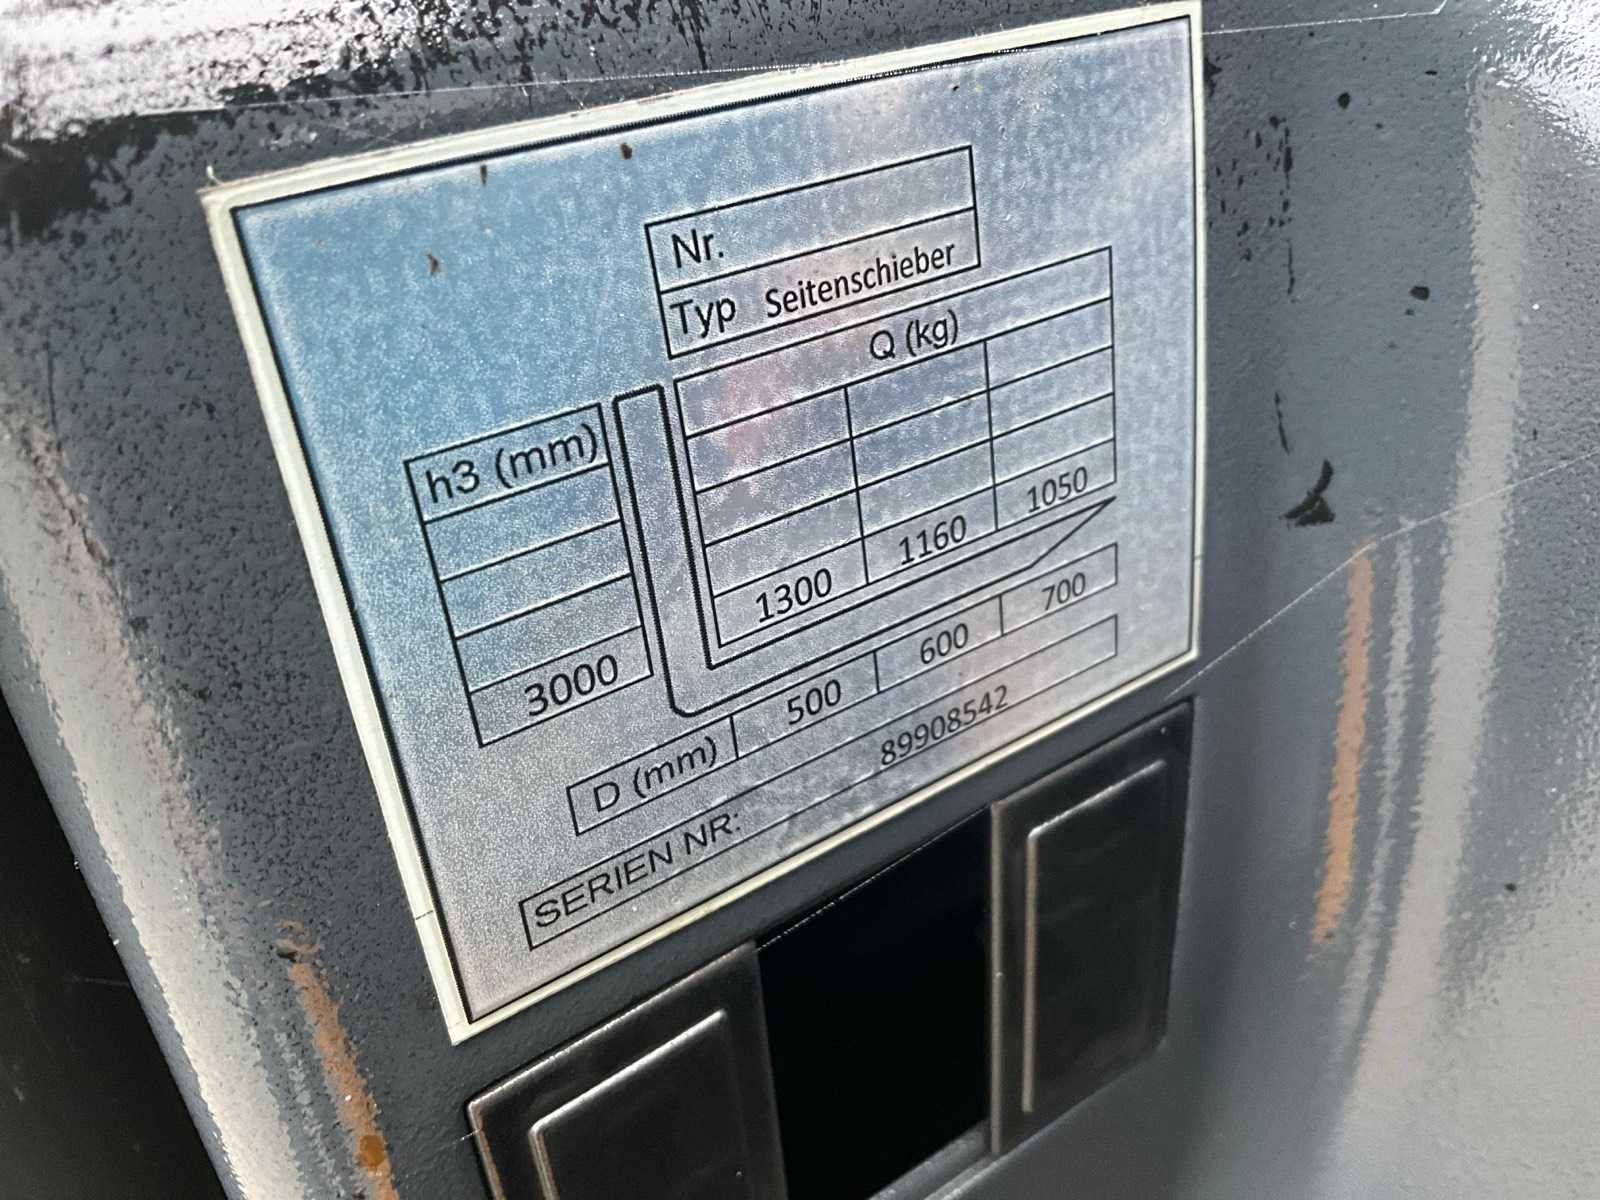 Nr.
Typ Seitenschieber
Q (kg)
h3 (mm)
1300 1160 1050
3000
D (mm) 500 600 700
SERIEN NR: 89908542